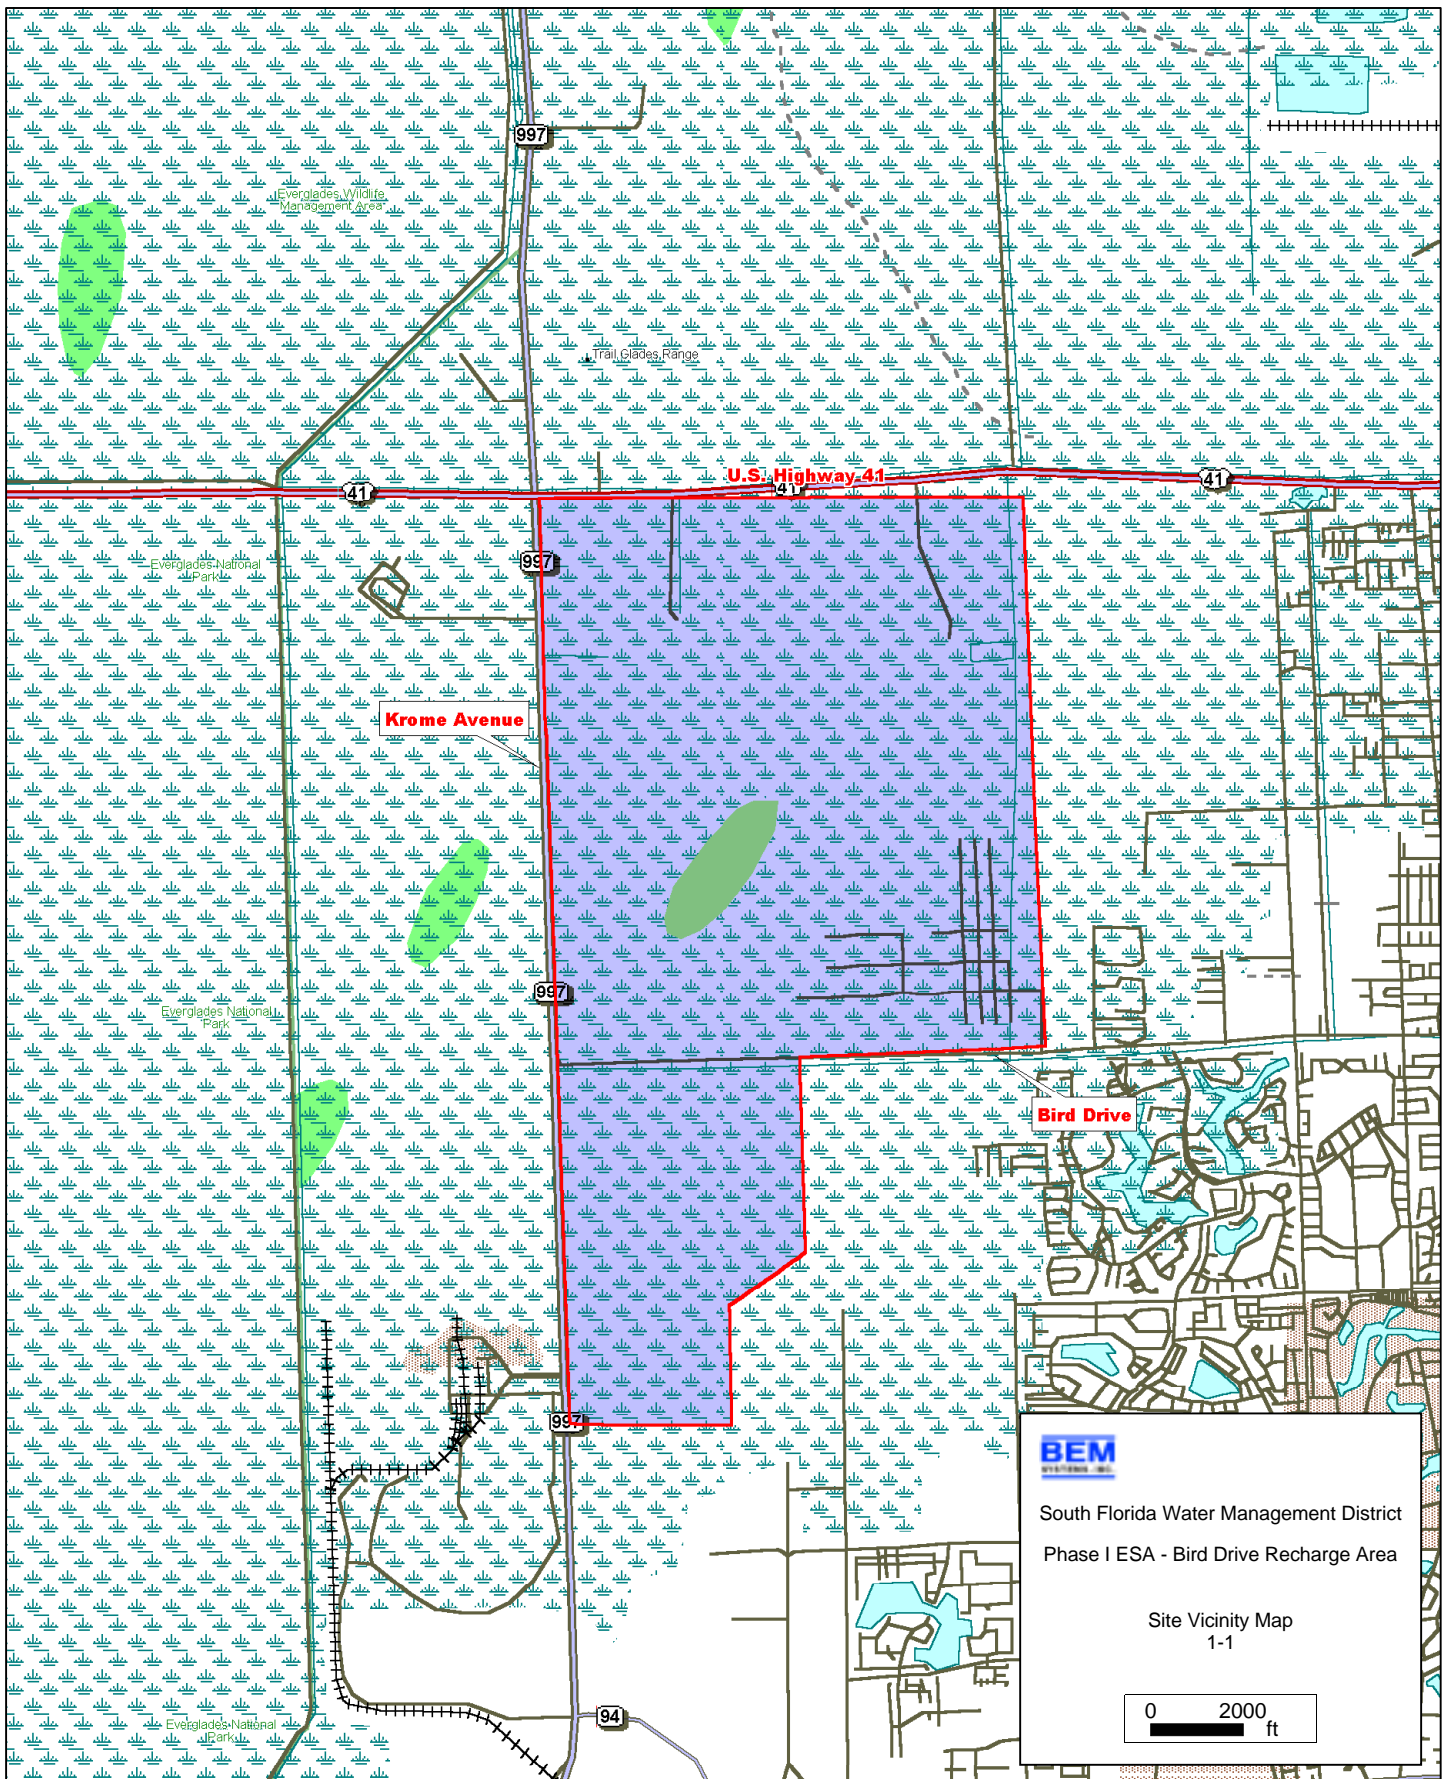 997
Everglades Wildlife
Management Area
Trail Glades Range
U.S. Highway 41
41
41
41
997
Everglades National
Park
Krome Avenue
997
Everglades National
Park
Bird Drive
997
BEM
SYSTEMS INC.
South Florida Water Management District
Phase I ESA - Bird Drive Recharge Area
Site Vicinity Map
1-1
0 2000
ft
94
Everglades National
Park